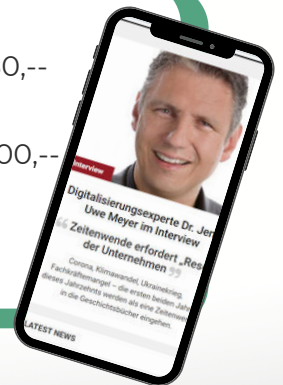 0,--
00,--
Interview
Digitalisierungsexperte Dr. Jen
Uwe Meyer im Interview
“ Zeitenwende erfordert „Res
der Unternehmen ”
Corona, Klimawandel, Ukrainekrieg,
Fachkräftemangel – die ersten beiden Jahr
dieses Jahrzehnts werden als eine Zeitenwen
in die Geschichtsbücher eingehen.
LATEST NEWS